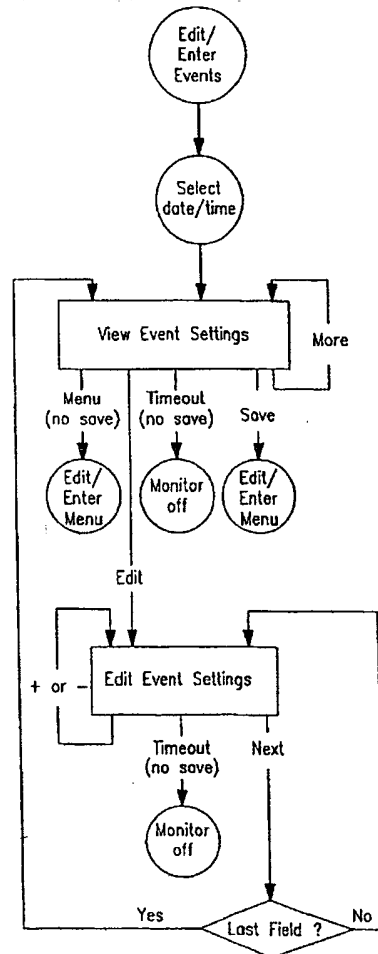 Edit/
Enter
Events
Select
date/time
View Event Settings
More
Menu
(no save)
Timeout
(no save)
Save
Edit/
Enter
Menu
Monitor
off
Edit/
Enter
Menu
Edit
+ or -
Edit Event Settings
Timeout
(no save)
Next
Monitor
off
Yes
Last Field ?
No